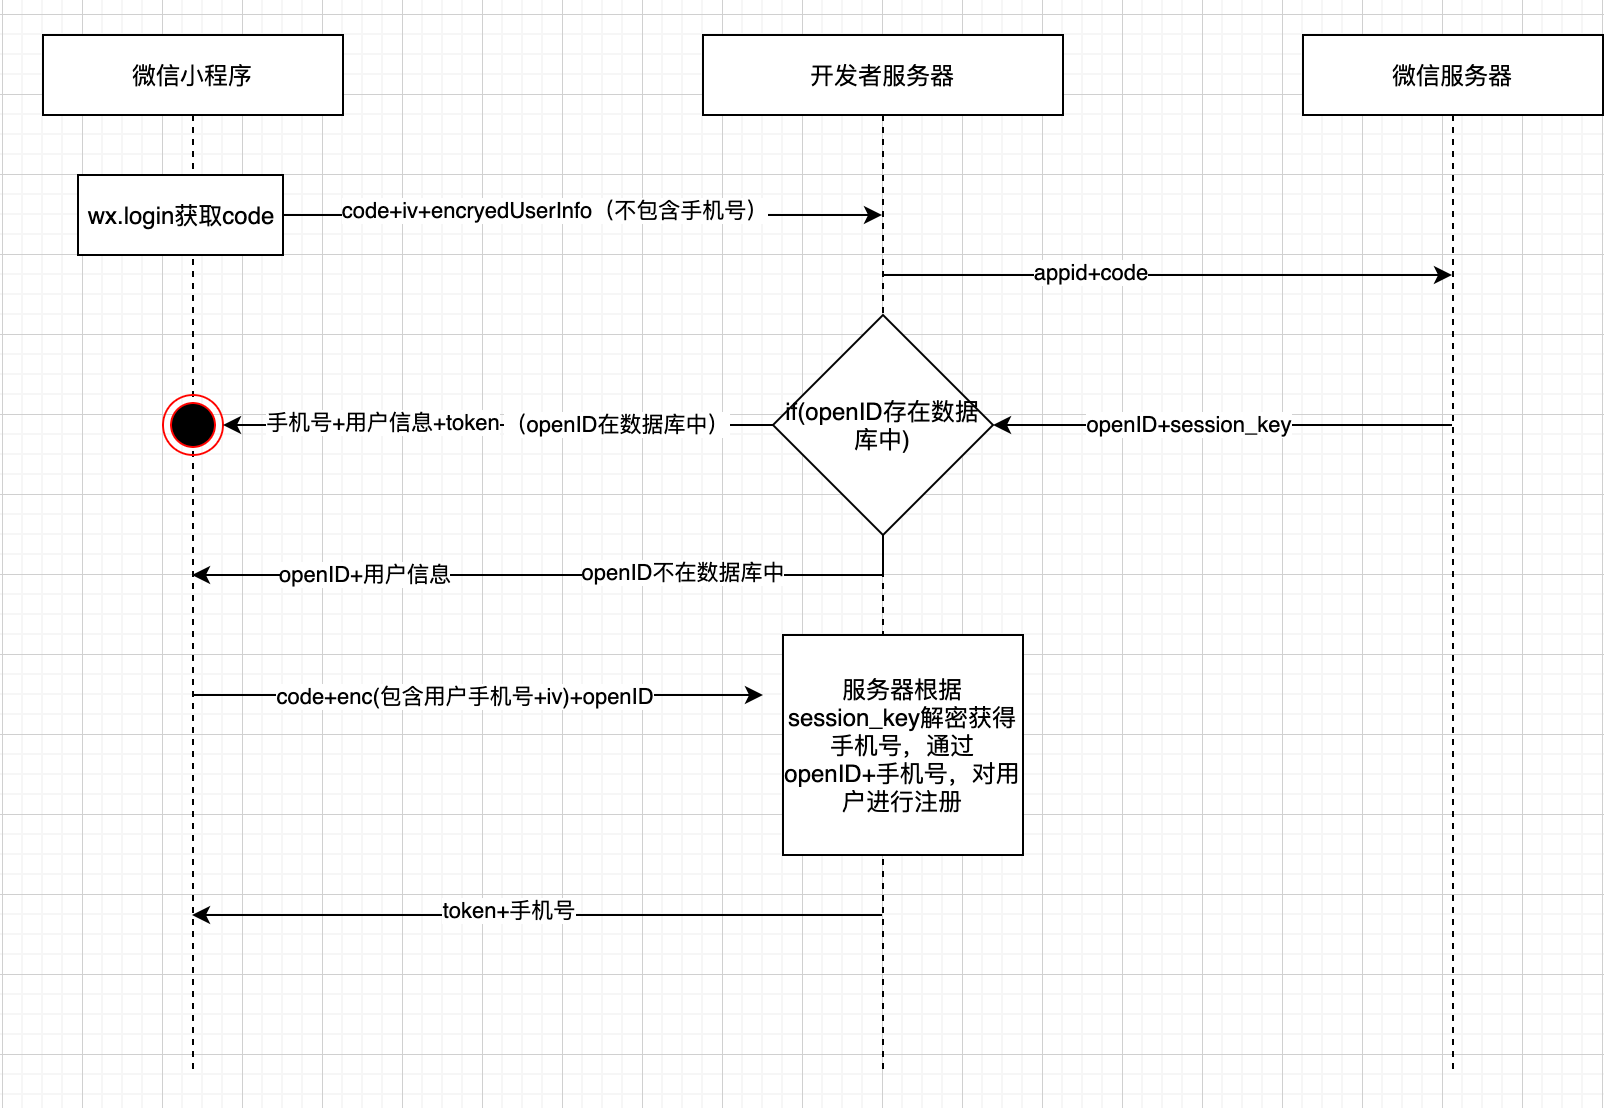 微信小程序
开发者服务器
微信服务器
wx.login获取code
code+iv+encryedUserInfo（不包含手机号）
appid+code
if(openID存在数据
库中)
手机号+用户信息+token
（openID在数据库中）
openID+session_key
openID+用户信息
openID不在数据库中
code+enc(包含用户手机号+iv)+openID
服务器根据
session_key解密获得
手机号，通过
openID+手机号，对用
户进行注册
token+手机号